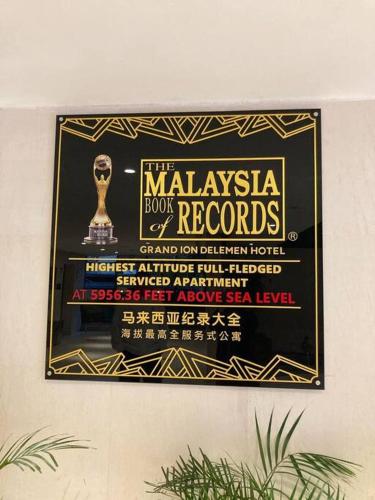 THE
MALAYSIA
BOOK of RECORDS®
GRAND ION DELEMEN HOTEL
HIGHEST ALTITUDE FULL-FLEDGED
SERVICED APARTMENT
AT 5956.36 FEET ABOVE SEA LEVEL
马来西亚纪录大全
海拔最高全服务式公寓